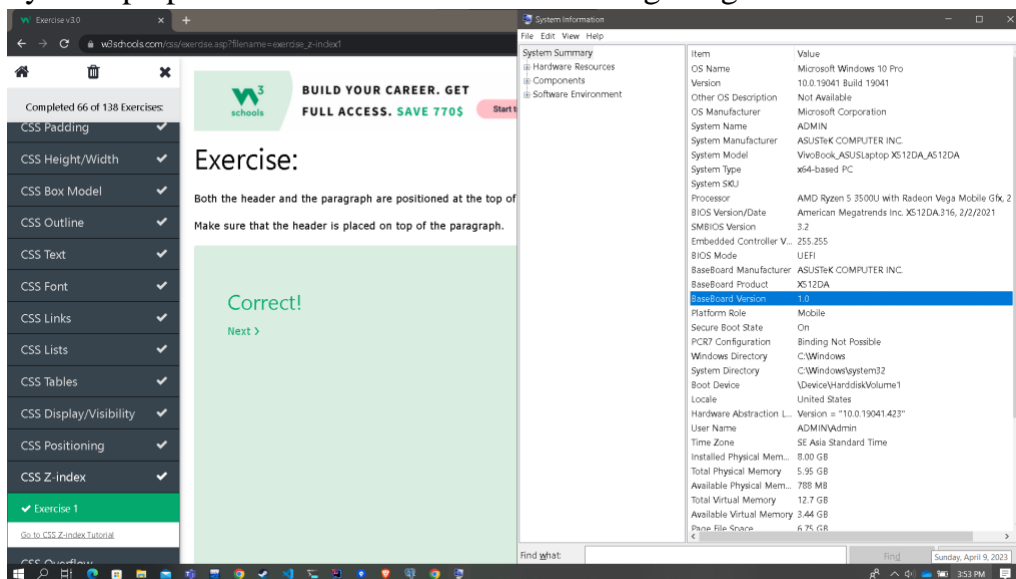 Exercise v3.0
w3schools.com/css/exercise.asp?filename=exercise_z-index1
Completed 66 of 138 Exercises:
CSS Padding
CSS Height/Width
CSS Box Model
CSS Outline
CSS Text
CSS Font
CSS Links
CSS Lists
CSS Tables
CSS Display/Visibility
CSS Positioning
CSS Z-index
Exercise 1
Go to CSS Z-index Tutorial
CSS Overflow
3
schools
BUILD YOUR CAREER. GET
FULL ACCESS. SAVE 770$
Start t
Exercise:
Both the header and the paragraph are positioned at the top of
Make sure that the header is placed on top of the paragraph.
Correct!
Next >
System Information
File Edit View Help
System Summary
Hardware Resources
Components
Software Environment
Item Value
OS Name Microsoft Windows 10 Pro
Version 10.0.19041 Build 19041
Other OS Description Not Available
OS Manufacturer Microsoft Corporation
System Name ADMIN
System Manufacturer ASUSTeK COMPUTER INC.
System Model VivoBook_ASUSLaptop X512DA_A512DA
System Type x64-based PC
System SKU
Processor AMD Ryzen 5 3500U with Radeon Vega Mobile Gfx, 2
BIOS Version/Date American Megatrends Inc. X512DA.316, 2/2/2021
SMBIOS Version 3.2
Embedded Controller V... 255.255
BIOS Mode UEFI
BaseBoard Manufacturer ASUSTeK COMPUTER INC.
BaseBoard Product X512DA
BaseBoard Version 1.0
Platform Role Mobile
Secure Boot State On
PCR7 Configuration Binding Not Possible
Windows Directory C:\Windows
System Directory C:\Windows\system32
Boot Device \Device\HarddiskVolume1
Locale United States
Hardware Abstraction L... Version = "10.0.19041.423"
User Name ADMIN\Admin
Time Zone SE Asia Standard Time
Installed Physical Mem... 8.00 GB
Total Physical Memory 5.95 GB
Available Physical Mem... 788 MB
Total Virtual Memory 12.7 GB
Available Virtual Memory 3.44 GB
Page File Space 6.75 GB
Find what:
Find
Sunday, April 9, 2023
3:53 PM